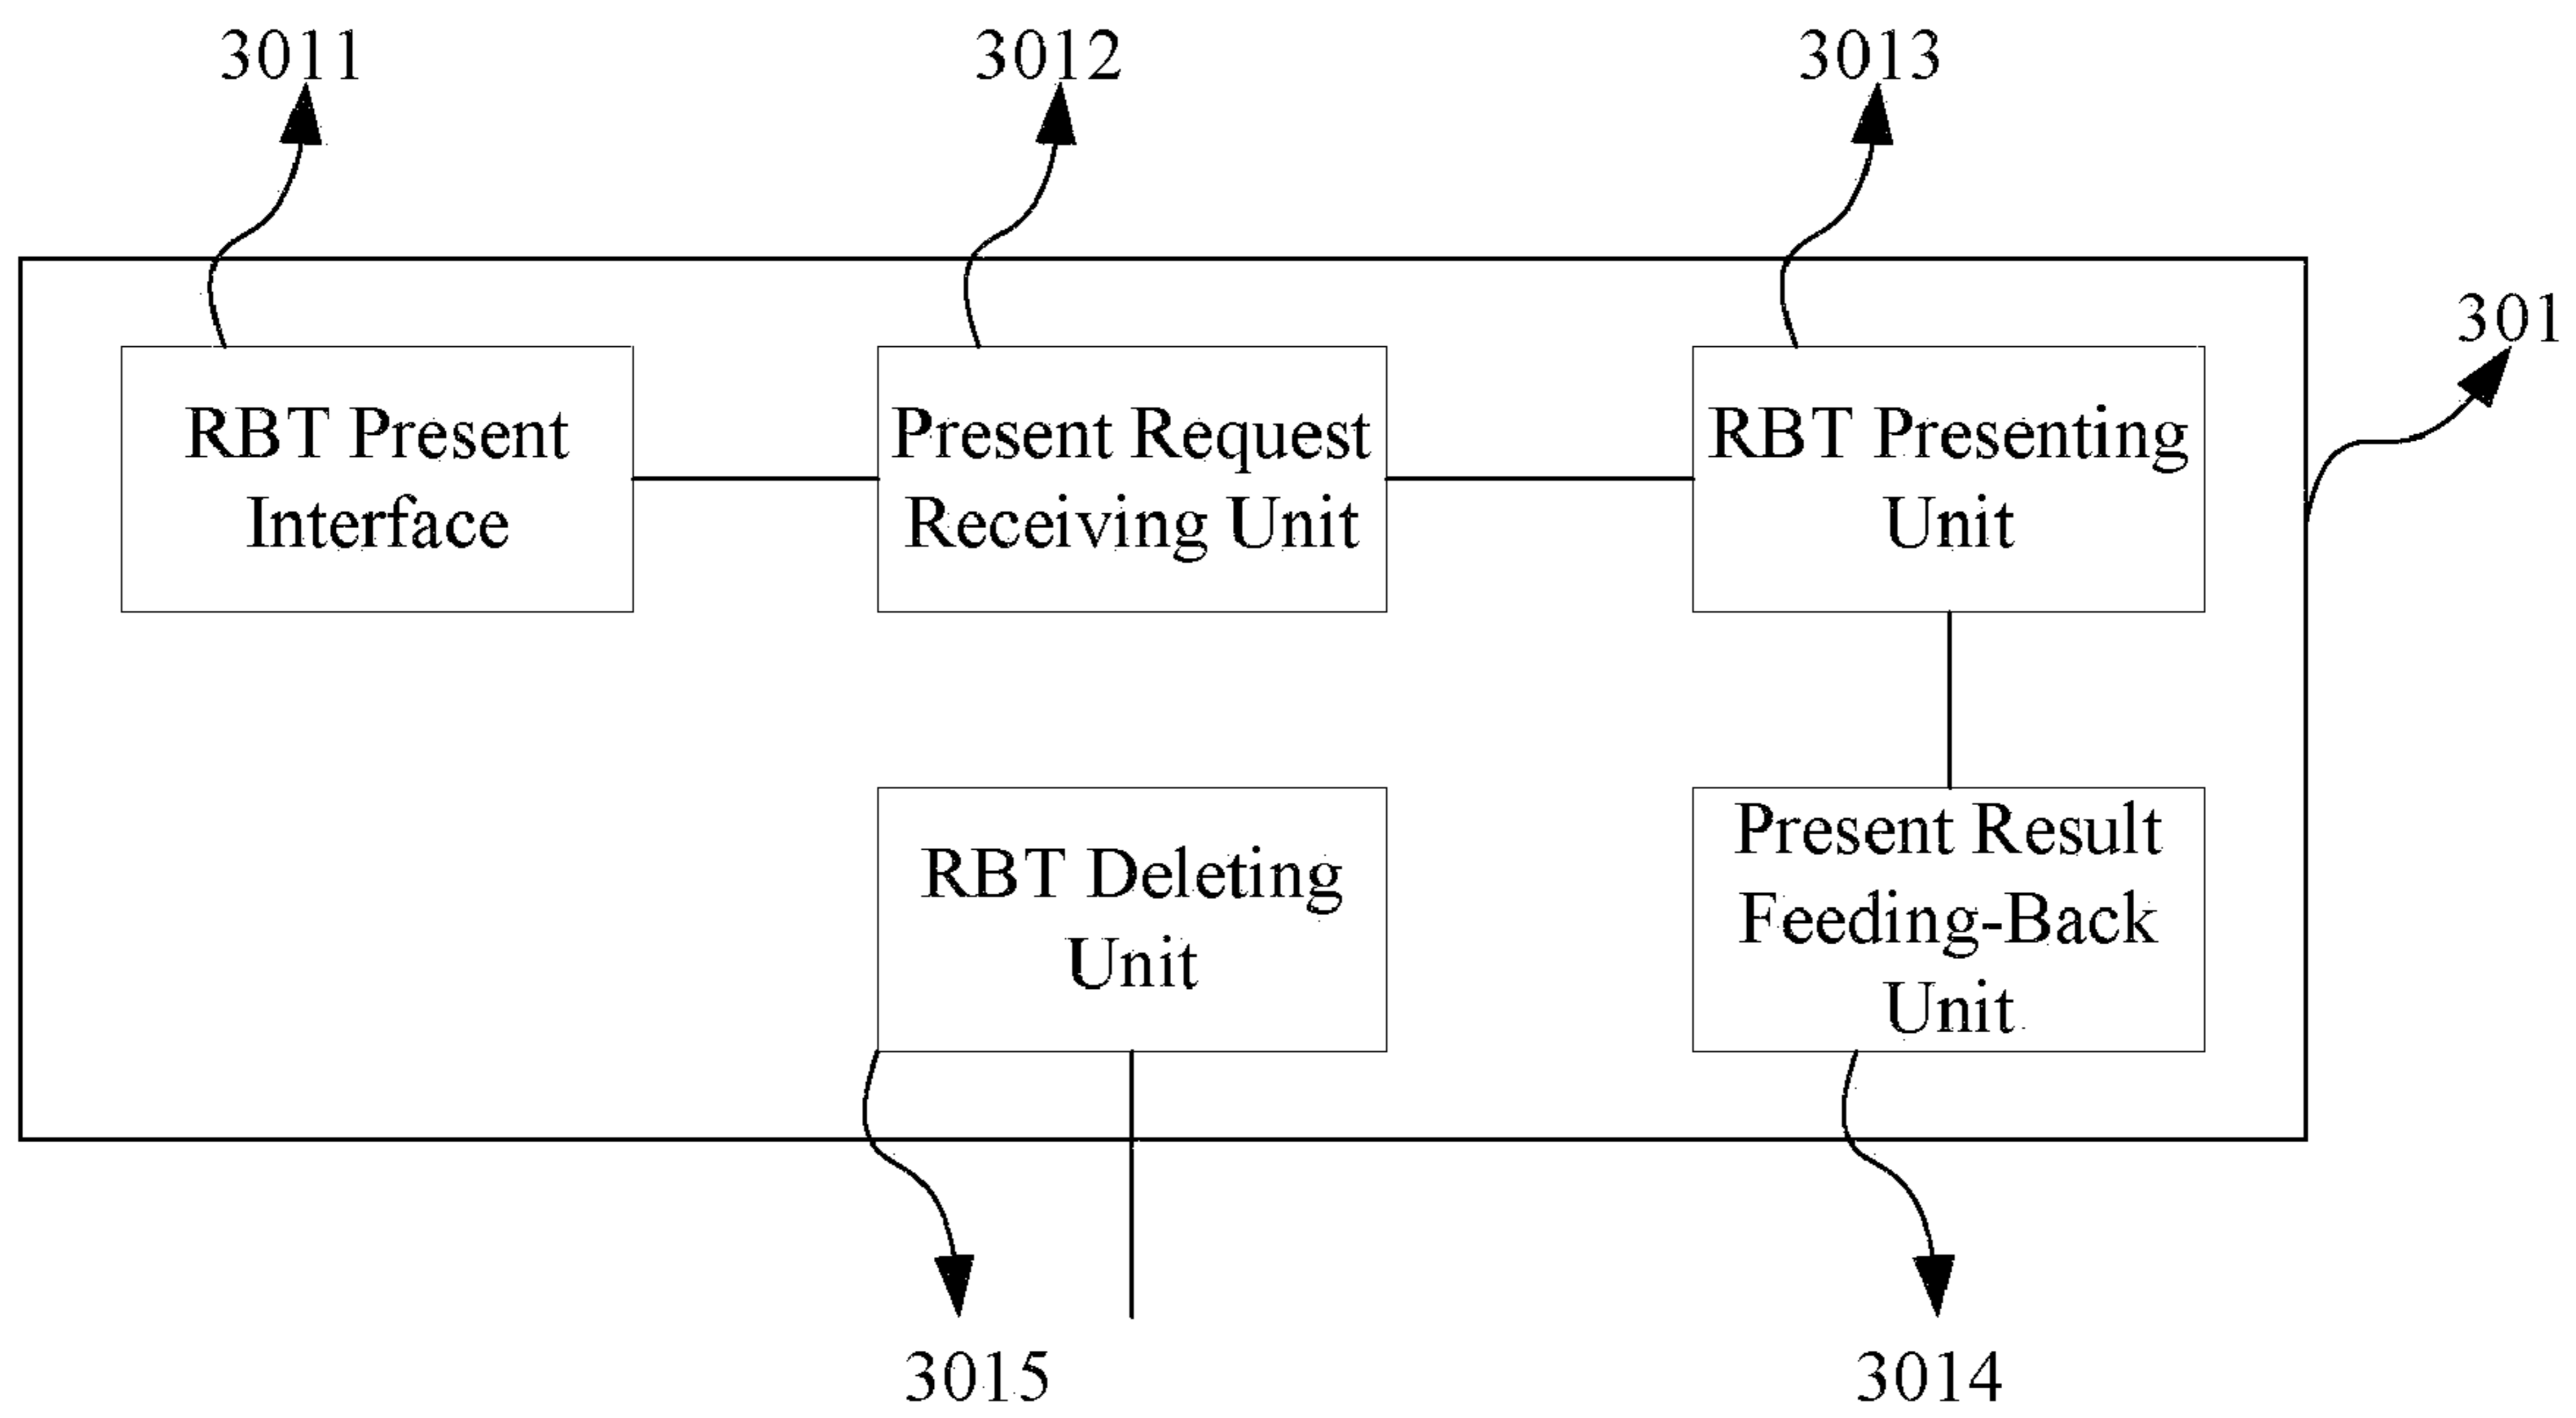 3011
3012
3013
301
RBT Present
Interface
Present Request
Receiving Unit
RBT Presenting
Unit
RBT Deleting
Unit
Present Result
Feeding-Back
Unit
3015
3014